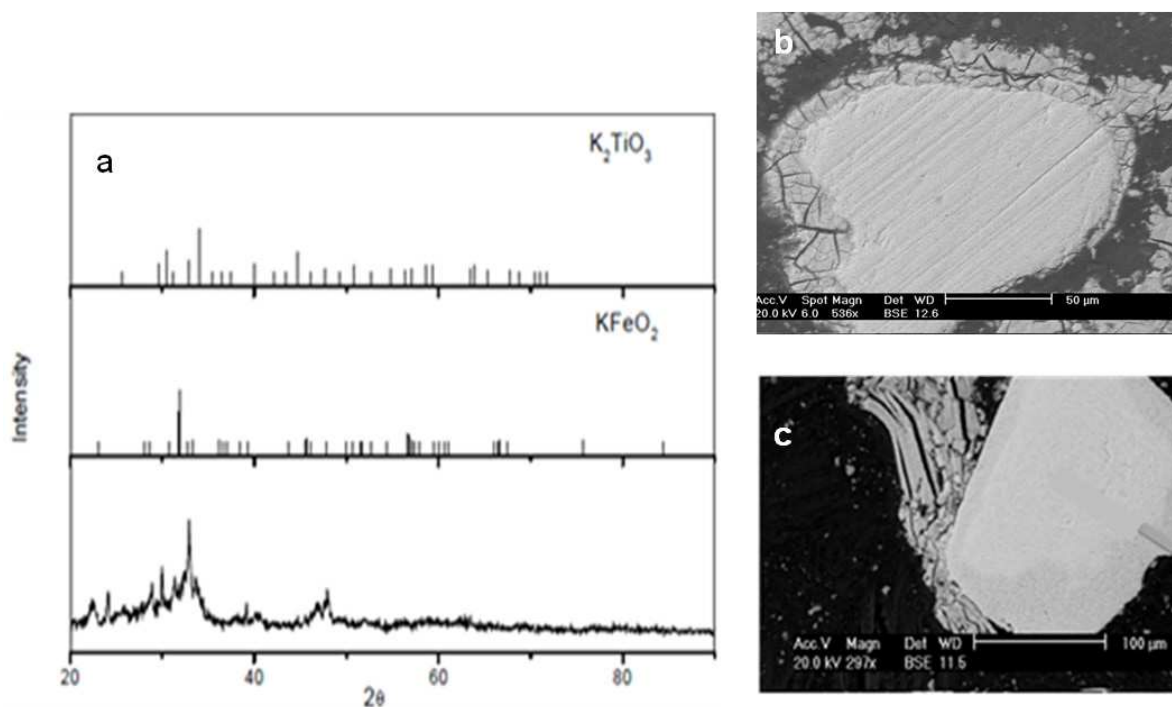 a
K₂TiO₃
KFeO₂
Intensity
20 40 60 80
2θ
b
Acc.V Spot Magn Det WD 50 µm
20.0 kV 6.0 536x BSE 12.6
c
Acc.V Magn Det WD 100 µm
20.0 kV 297x BSE 11.5